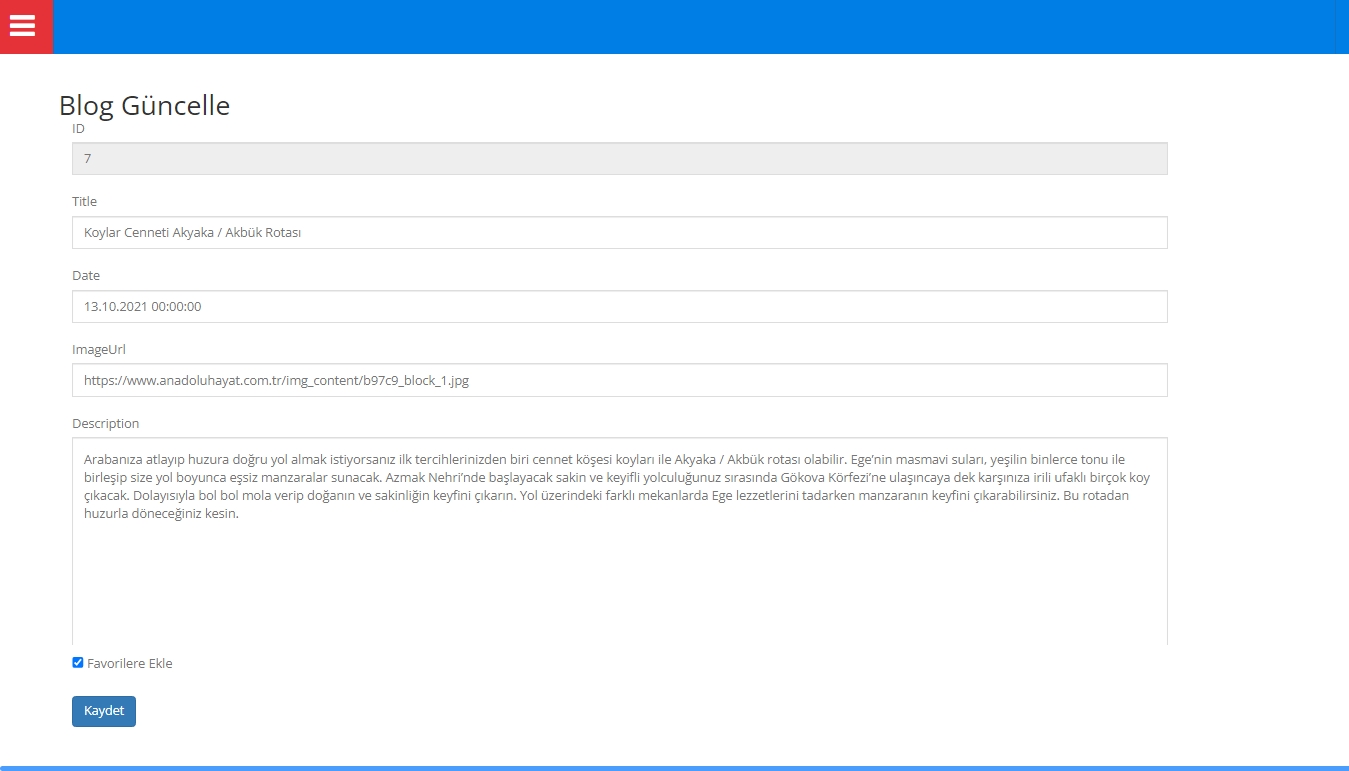 Blog Güncelle
ID
7
Title
Koylar Cenneti Akyaka / Akbük Rotası
Date
13.10.2021 00:00:00
ImageUrl
https://www.anadoluhayat.com.tr/img_content/b97c9_block_1.jpg
Description
Arabanıza atlayıp huzura doğru yol almak istiyorsanız ilk tercihlerinizden biri cennet köşesi koyları ile Akyaka / Akbük rotası olabilir. Ege’nin masmavi suları, yeşilin binlerce tonu ile
birleşip size yol boyunca eşsiz manzaralar sunacak. Azmak Nehri’nde başlayacak sakin ve keyifli yolculuğunuz sırasında Gökova Körfezi’ne ulaşıncaya dek karşınıza irili ufaklı birçok koy
çıkacak. Dolayısıyla bol bol mola verip doğanın ve sakinliğin keyfini çıkarın. Yol üzerindeki farklı mekanlarda Ege lezzetlerini tadarken manzaranın keyfini çıkarabilirsiniz. Bu rotadan
huzurla döneceğiniz kesin.
Favorilere Ekle
Kaydet